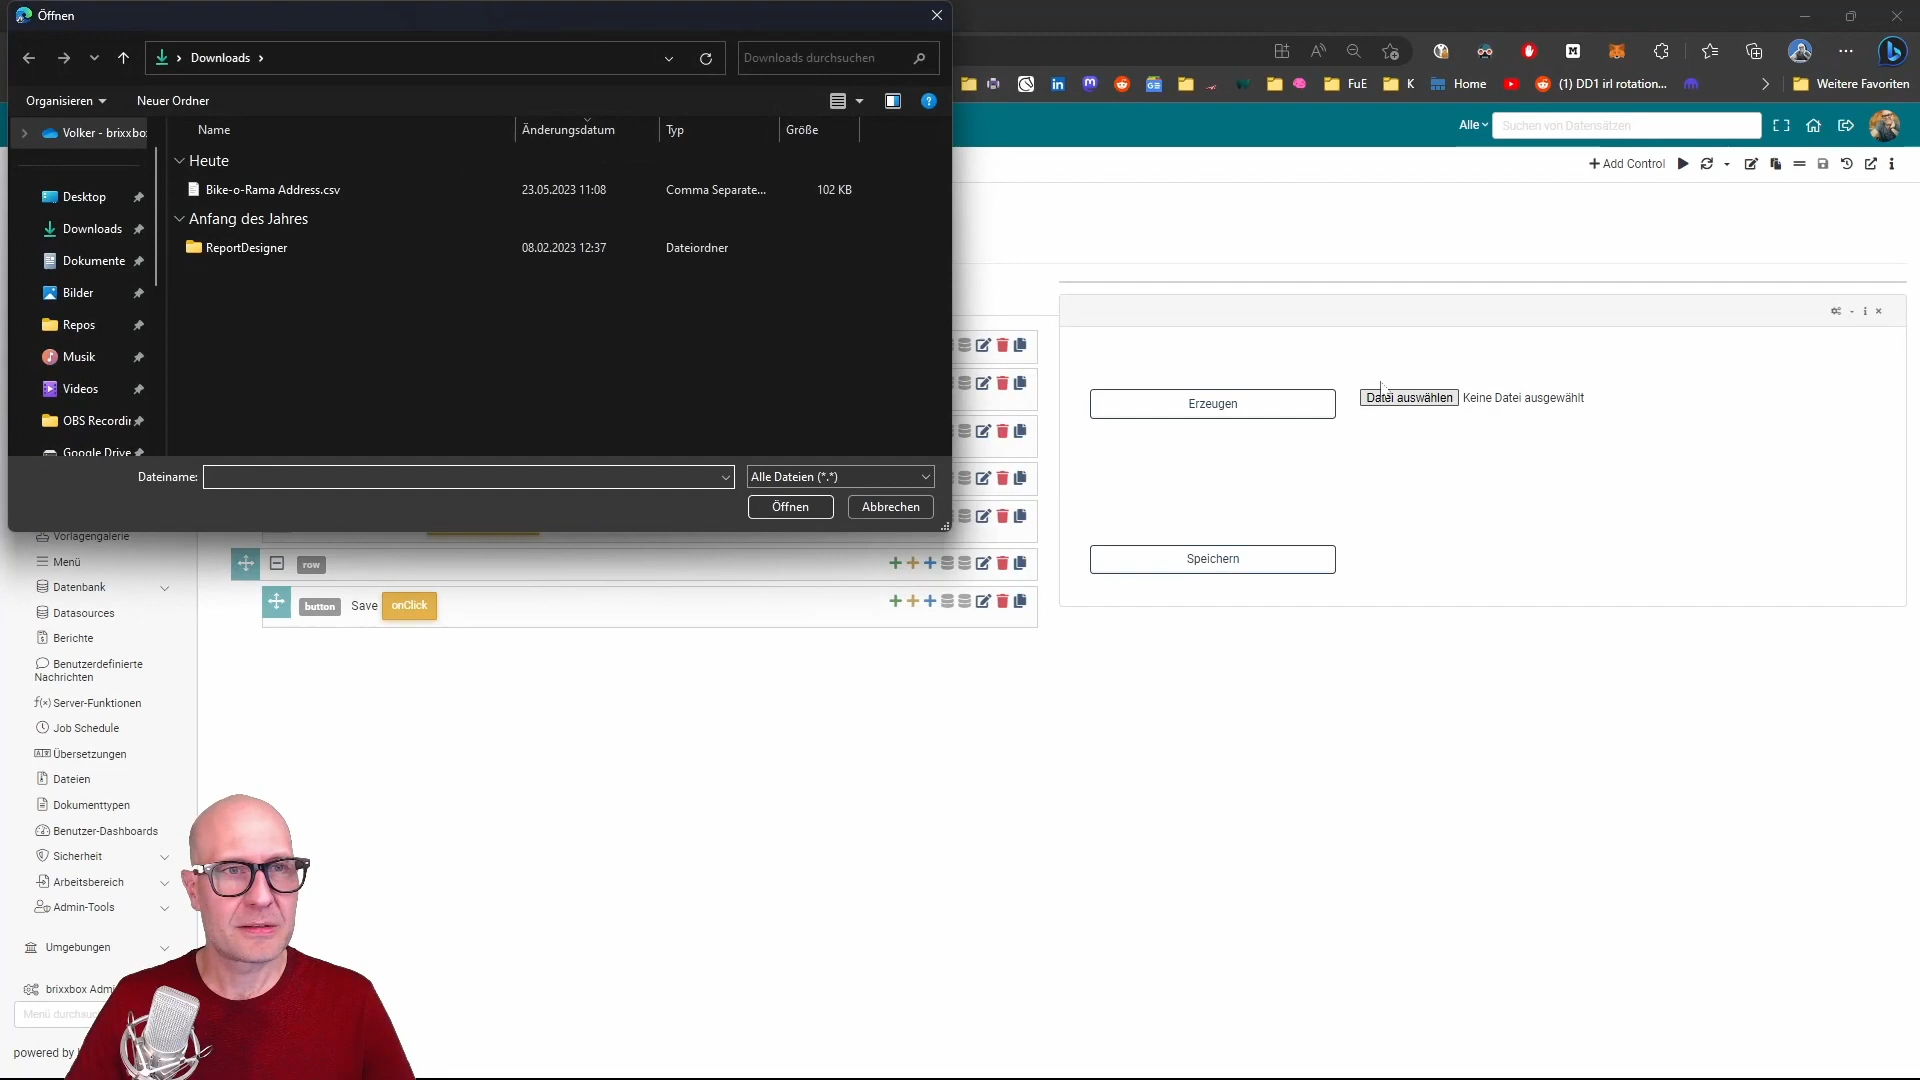 Öffnen
Downloads
Downloads durchsuchen
Organisieren
Neuer Ordner
Name
Änderungsdatum
Typ
Größe
Volker - brixxbo
Heute
Bike-o-Rama Address.csv
23.05.2023 11:08
Comma Separate...
102 KB
Anfang des Jahres
ReportDesigner
08.02.2023 12:37
Dateiordner
Desktop
Downloads
Dokumente
Bilder
Repos
Musik
Videos
OBS Recordin
Google Drive
Dateiname:
Alle Dateien (*.*)
Öffnen
Abbrechen
FuE
K
Home
(1) DD1 irl rotation...
Weitere Favoriten
Alle
Suchen von Datensätzen
Add Control
Erzeugen
Datei auswählen
Keine Datei ausgewählt
Speichern
row
button
Save
onClick
Vorlagengalerie
Menü
Datenbank
Datasources
Berichte
Benutzerdefinierte
Nachrichten
f(x) Server-Funktionen
Job Schedule
Übersetzungen
Dateien
Dokumenttypen
Benutzer-Dashboards
Sicherheit
Arbeitsbereich
Admin-Tools
Umgebungen
brixxbox Admi
Menü durchsuc
powered by